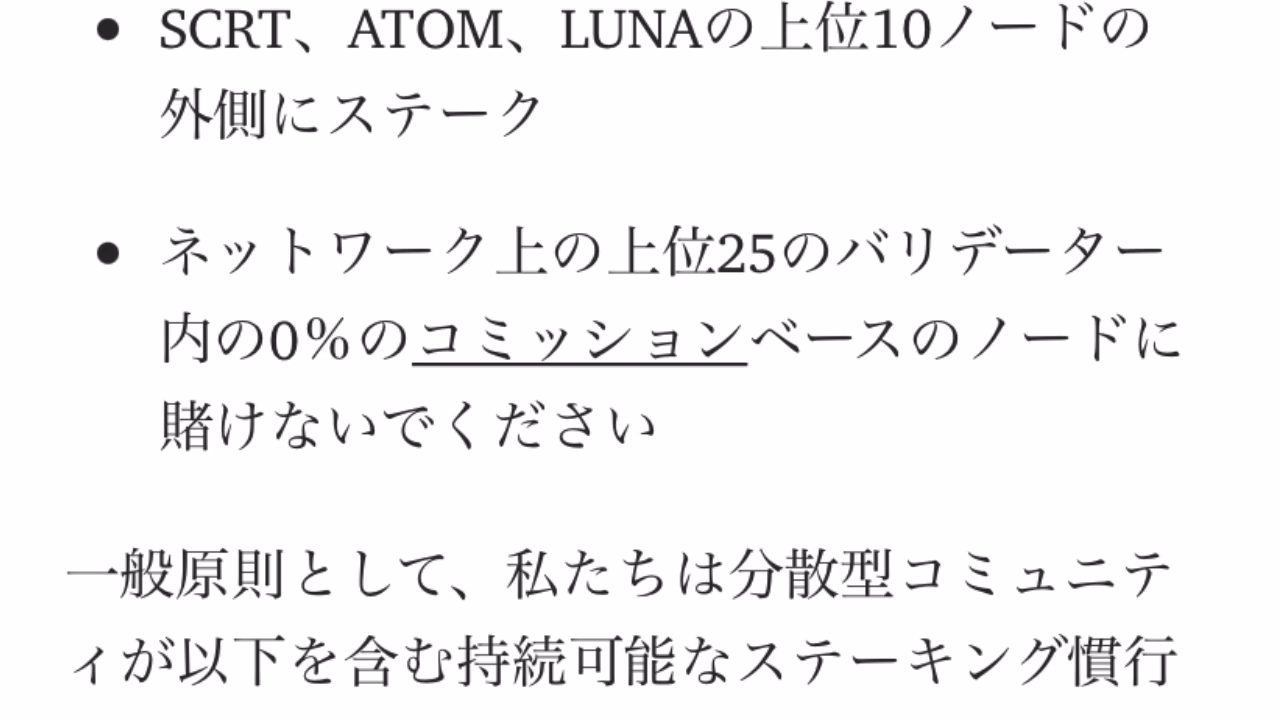 • SCRT、ATOM、LUNAの上位10ノードの
外側にステーク
• ネットワーク上の上位25のバリデーター
内の0％のコミッションベースのノードに
賭けないでください
一般原則として、私たちは分散型コミュニテ
ィが以下を含む持続可能なステーキング慣行